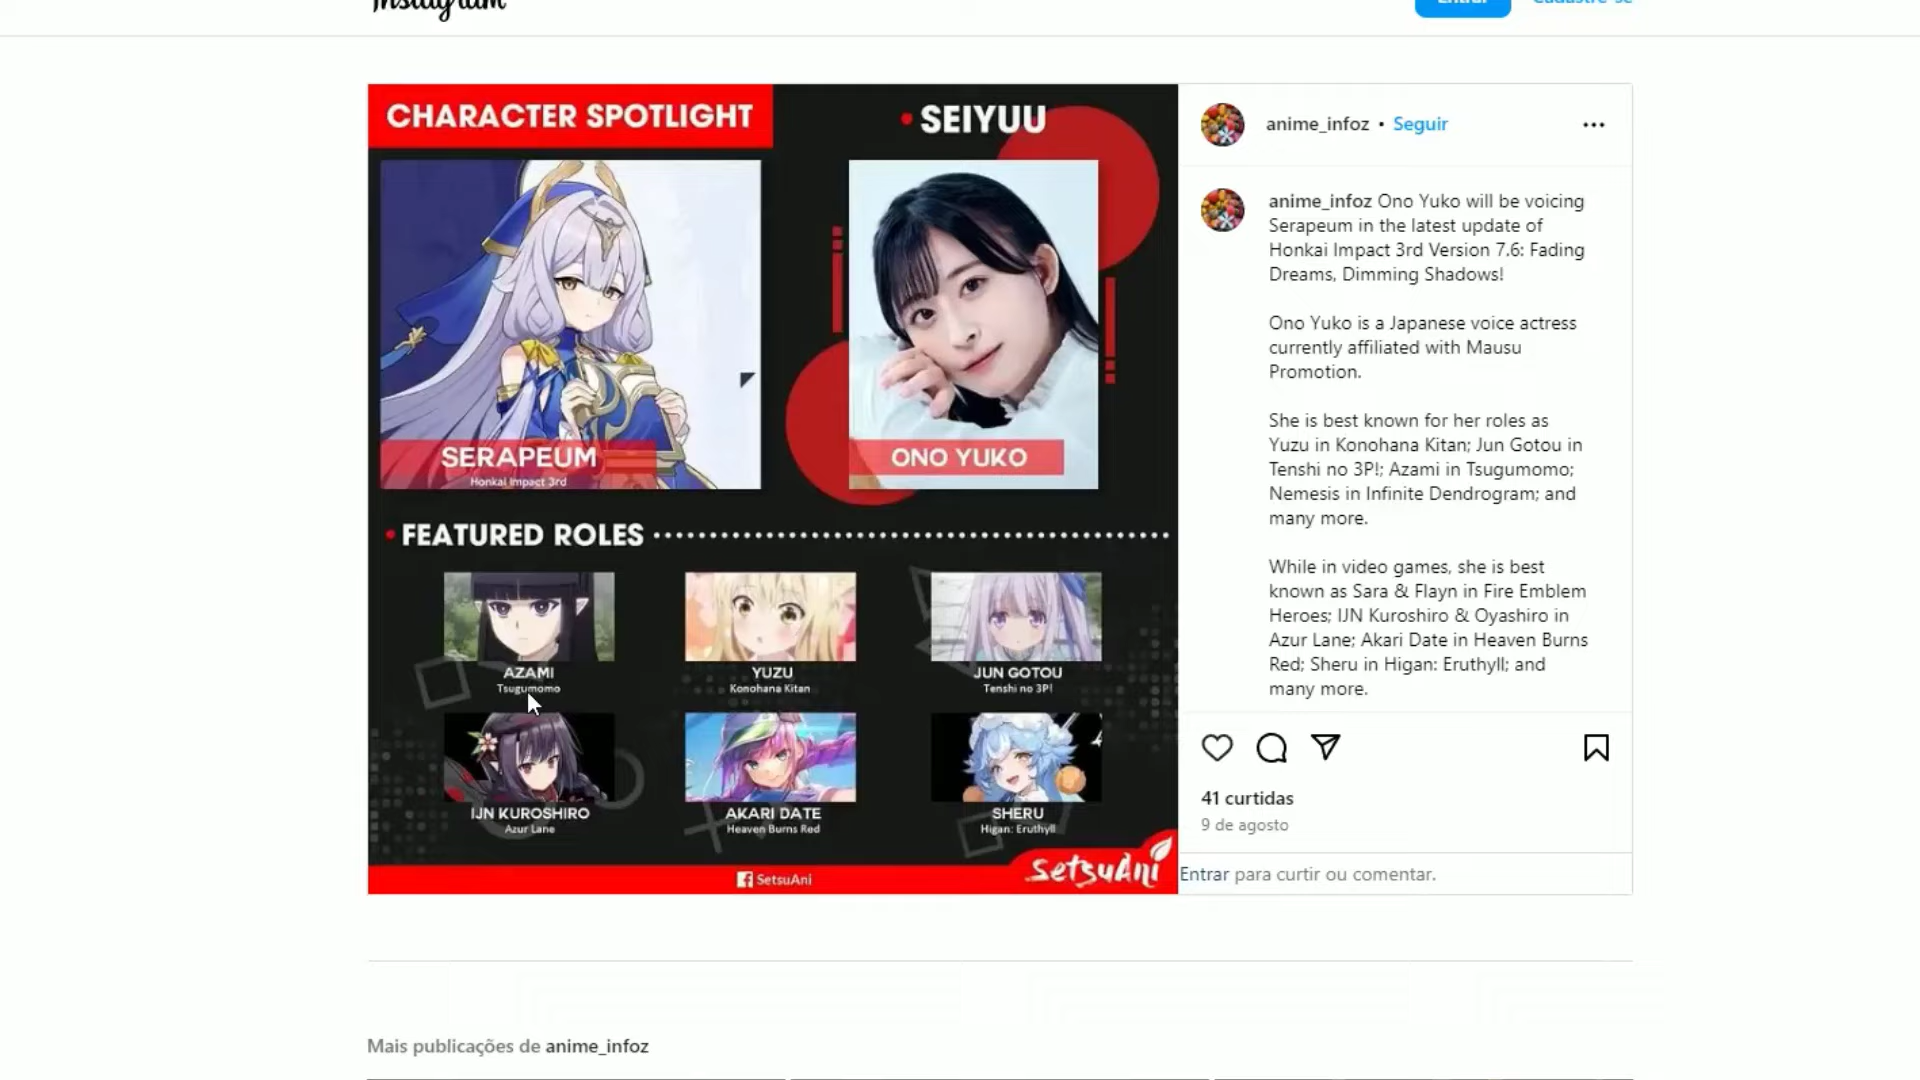 Instagram
Entrar
Cadastre-se
CHARACTER SPOTLIGHT
• SEIYUU
SERAPEUM
Honkai Impact 3rd
ONO YUKO
• FEATURED ROLES
AZAMI
Tsugumomo
YUZU
Konohana Kitan
JUN GOTOU
Tenshi no 3P!
IJN KUROSHIRO
Azur Lane
AKARI DATE
Heaven Burns Red
SHERU
Higan: Eruthyll
SetsuAni
SetsuAni
anime_infoz • Seguir
anime_infoz Ono Yuko will be voicing
Serapeum in the latest update of
Honkai Impact 3rd Version 7.6: Fading
Dreams, Dimming Shadows!
Ono Yuko is a Japanese voice actress
currently affiliated with Mausu
Promotion.
She is best known for her roles as
Yuzu in Konohana Kitan; Jun Gotou in
Tenshi no 3P!; Azami in Tsugumomo;
Nemesis in Infinite Dendrogram; and
many more.
While in video games, she is best
known as Sara & Flayn in Fire Emblem
Heroes; IJN Kuroshiro & Oyashiro in
Azur Lane; Akari Date in Heaven Burns
Red; Sheru in Higan: Eruthyll; and
many more.
41 curtidas
9 de agosto
Entrar para curtir ou comentar.
Mais publicações de anime_infoz